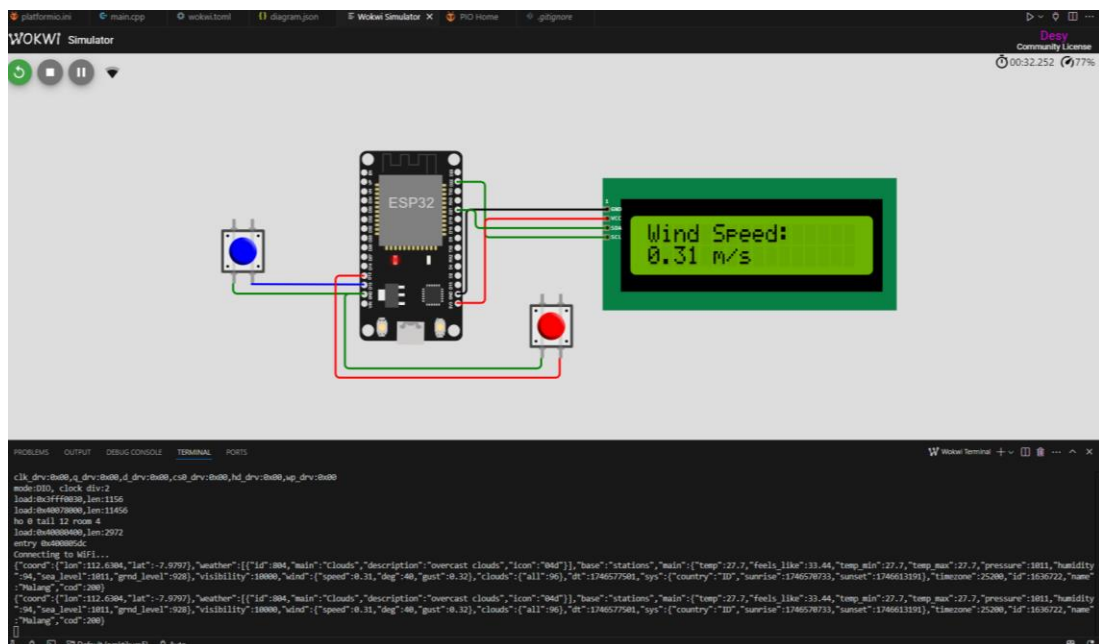 platformio.ini main.cpp wokwi.toml diagram.json Wokwi Simulator PIO Home .gitignore
WOKWI Simulator
Desy
Community License
00:32.252 77%
ESP32
1
GND
VCC
SDA
SCL
Wind Speed:
0.31 m/s
PROBLEMS OUTPUT DEBUG CONSOLE TERMINAL PORTS
Wokwi Terminal
clk_drv:0x00,q_drv:0x00,d_drv:0x00,cs0_drv:0x00,hd_drv:0x00,wp_drv:0x00
mode:DIO, clock div:2
load:0x3fff0030,len:1156
load:0x40078000,len:11456
ho 0 tail 12 room 4
load:0x40080400,len:2972
entry 0x400805dc
Connecting to WiFi...
{"coord":{"lon":112.6304,"lat":-7.9797},"weather":[{"id":804,"main":"Clouds","description":"overcast clouds","icon":"04d"}],"base":"stations","main":{"temp":27.7,"feels_like":33.44,"temp_min":27.7,"temp_max":27.7,"pressure":1011,"humidity
":94,"sea_level":1011,"grnd_level":928},"visibility":10000,"wind":{"speed":0.31,"deg":40,"gust":0.32},"clouds":{"all":96},"dt":1746577501,"sys":{"country":"ID","sunrise":1746570733,"sunset":1746613191},"timezone":25200,"id":1636722,"name"
:"Malang","cod":200}
{"coord":{"lon":112.6304,"lat":-7.9797},"weather":[{"id":804,"main":"Clouds","description":"overcast clouds","icon":"04d"}],"base":"stations","main":{"temp":27.7,"feels_like":33.44,"temp_min":27.7,"temp_max":27.7,"pressure":1011,"humidity
":94,"sea_level":1011,"grnd_level":928},"visibility":10000,"wind":{"speed":0.31,"deg":40,"gust":0.32},"clouds":{"all":96},"dt":1746577501,"sys":{"country":"ID","sunrise":1746570733,"sunset":1746613191},"timezone":25200,"id":1636722,"name"
:"Malang","cod":200}